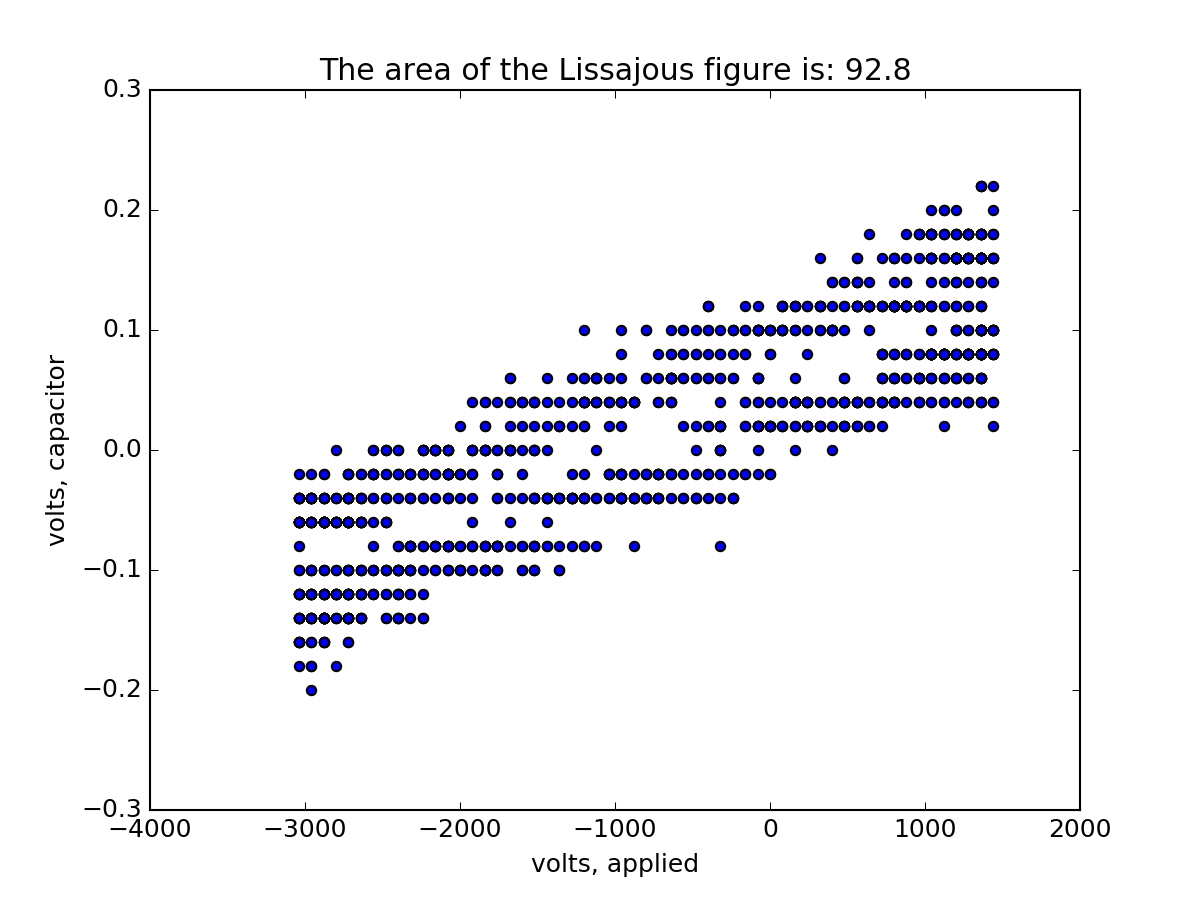 The area of the Lissajous figure is: 92.8
0.3
0.2
0.1
0.0
−0.1
−0.2
−0.3
volts, capacitor
−4000 −3000 −2000 −1000 0 1000 2000
volts, applied